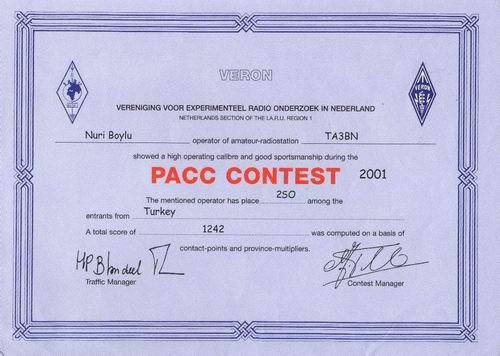 VERON
VERENIGING VOOR EXPERIMENTEEL RADIO ONDERZOEK IN NEDERLAND
NETHERLANDS SECTION OF THE I.A.R.U. REGION 1
VERON
Nuri Boylu operator of amateur-radiostation TA3BN
showed a high operating calibre and good sportsmanship during the
PACC CONTEST 2001
The mentioned operator has place 250 among the
entrants from Turkey
A total score of 1242 was computed on a basis of
contact-points and province-multipliers.
Traffic Manager
Contest Manager